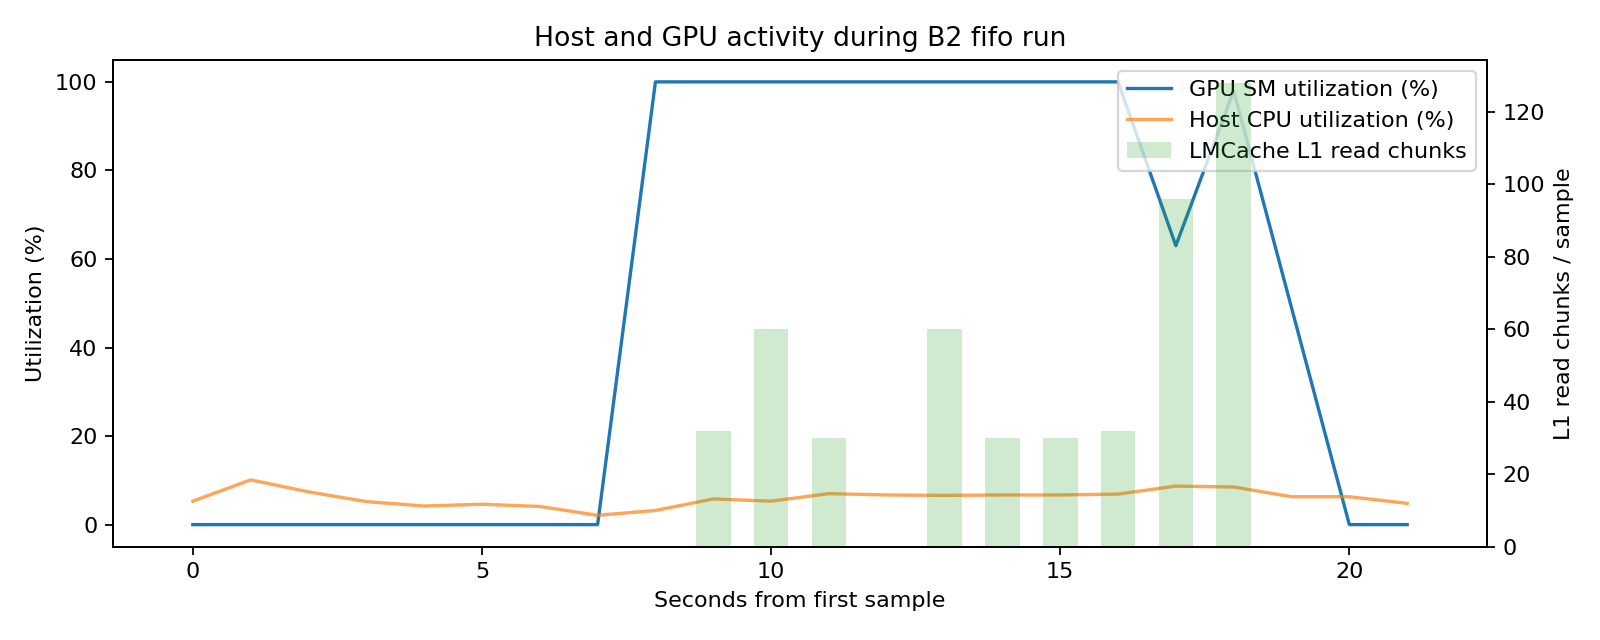 Host and GPU activity during B2 fifo run
GPU SM utilization (%)
Host CPU utilization (%)
LMCache L1 read chunks
Utilization (%)
100
80
60
40
20
0
120
100
80
60
40
20
0
L1 read chunks / sample
0 5 10 15 20
Seconds from first sample